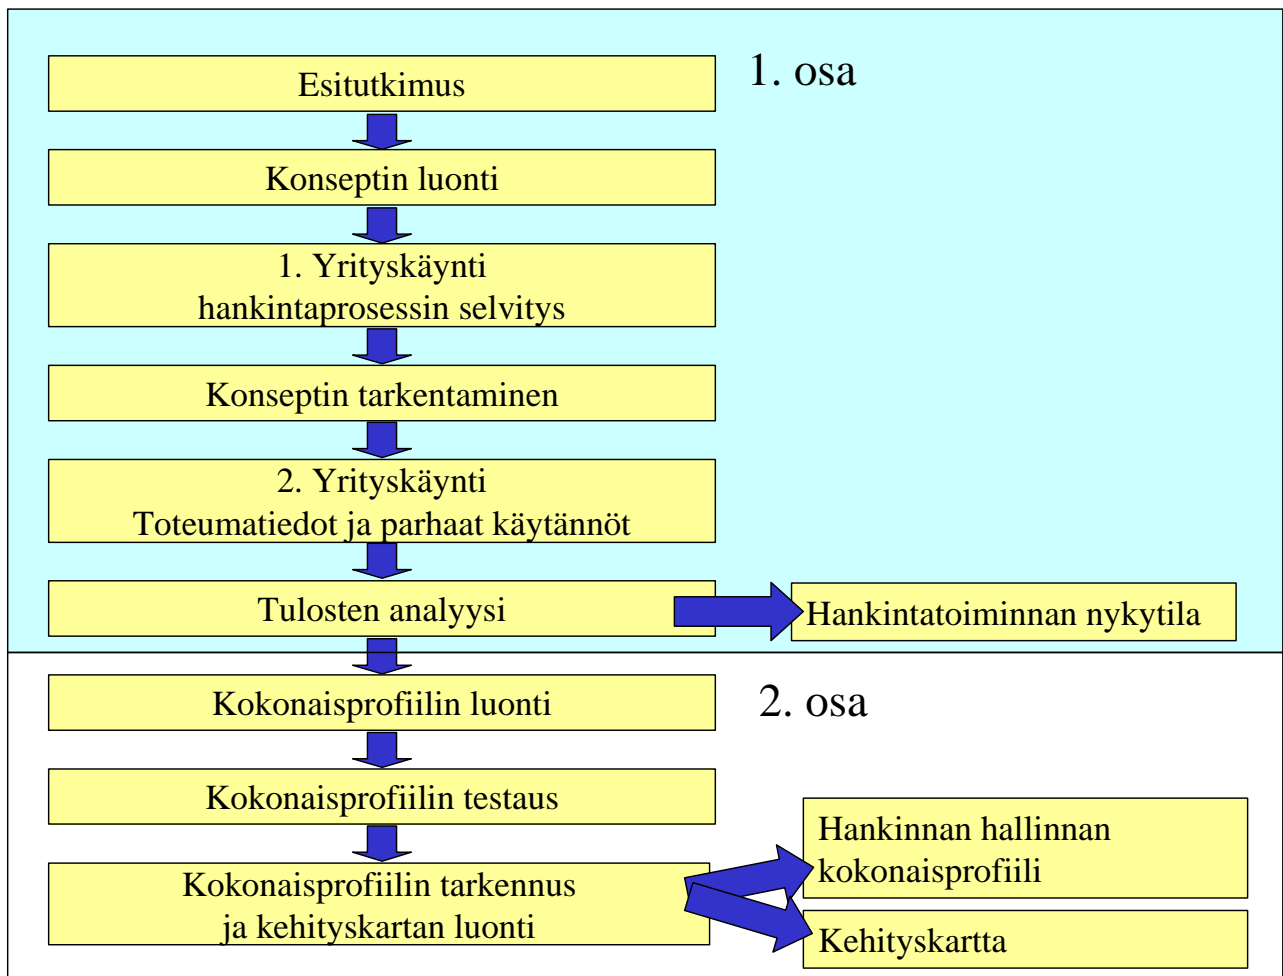 1. osa
Esitutkimus
Konseptin luonti
1. Yrityskäynti
hankintaprosessin selvitys
Konseptin tarkentaminen
2. Yrityskäynti
Toteumatiedot ja parhaat käytännöt
Tulosten analyysi
Hankintatoiminnan nykytila
2. osa
Kokonaisprofiilin luonti
Kokonaisprofiilin testaus
Kokonaisprofiilin tarkennus
ja kehityskartan luonti
Hankinnan hallinnan
kokonaisprofiili
Kehityskartta